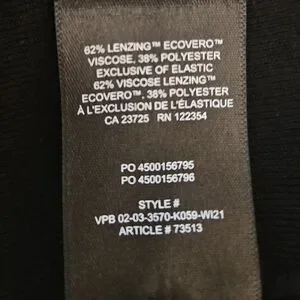 62% LENZING™ ECOVERO™
VISCOSE, 38% POLYESTER
EXCLUSIVE OF ELASTIC
62% VISCOSE LENZING™
ECOVERO™, 38% POLYESTER
À L'EXCLUSION DE L'ÉLASTIQUE
CA 23725 RN 122354
PO 4500156795
PO 4500156796
STYLE #
VPB 02-03-3570-K059-WI21
ARTICLE # 73513